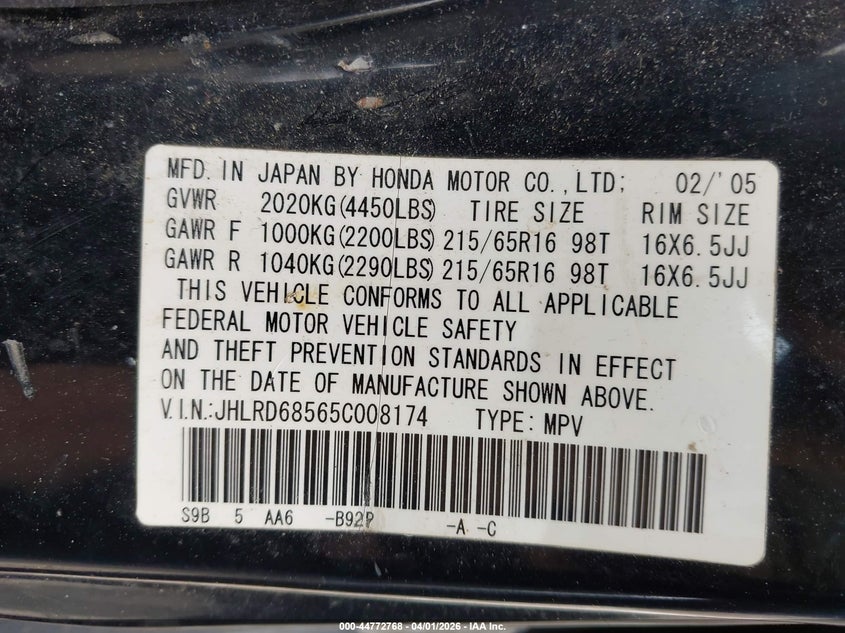 MFD. IN JAPAN BY HONDA MOTOR CO.,LTD; 02/'05
GVWR 2020KG(4450LBS) TIRE SIZE RIM SIZE
GAWR F 1000KG(2200LBS) 215/65R16 98T 16X6.5JJ
GAWR R 1040KG(2290LBS) 215/65R16 98T 16X6.5JJ
THIS VEHICLE CONFORMS TO ALL APPLICABLE
FEDERAL MOTOR VEHICLE SAFETY
AND THEFT PREVENTION STANDARDS IN EFFECT
ON THE DATE OF MANUFACTURE SHOWN ABOVE.
V.I.N.:JHLRD68565C008174 TYPE: MPV
S9B 5 AA6 -B92P -A -C
000-44772768 - 04/01/2026 - IAA Inc.